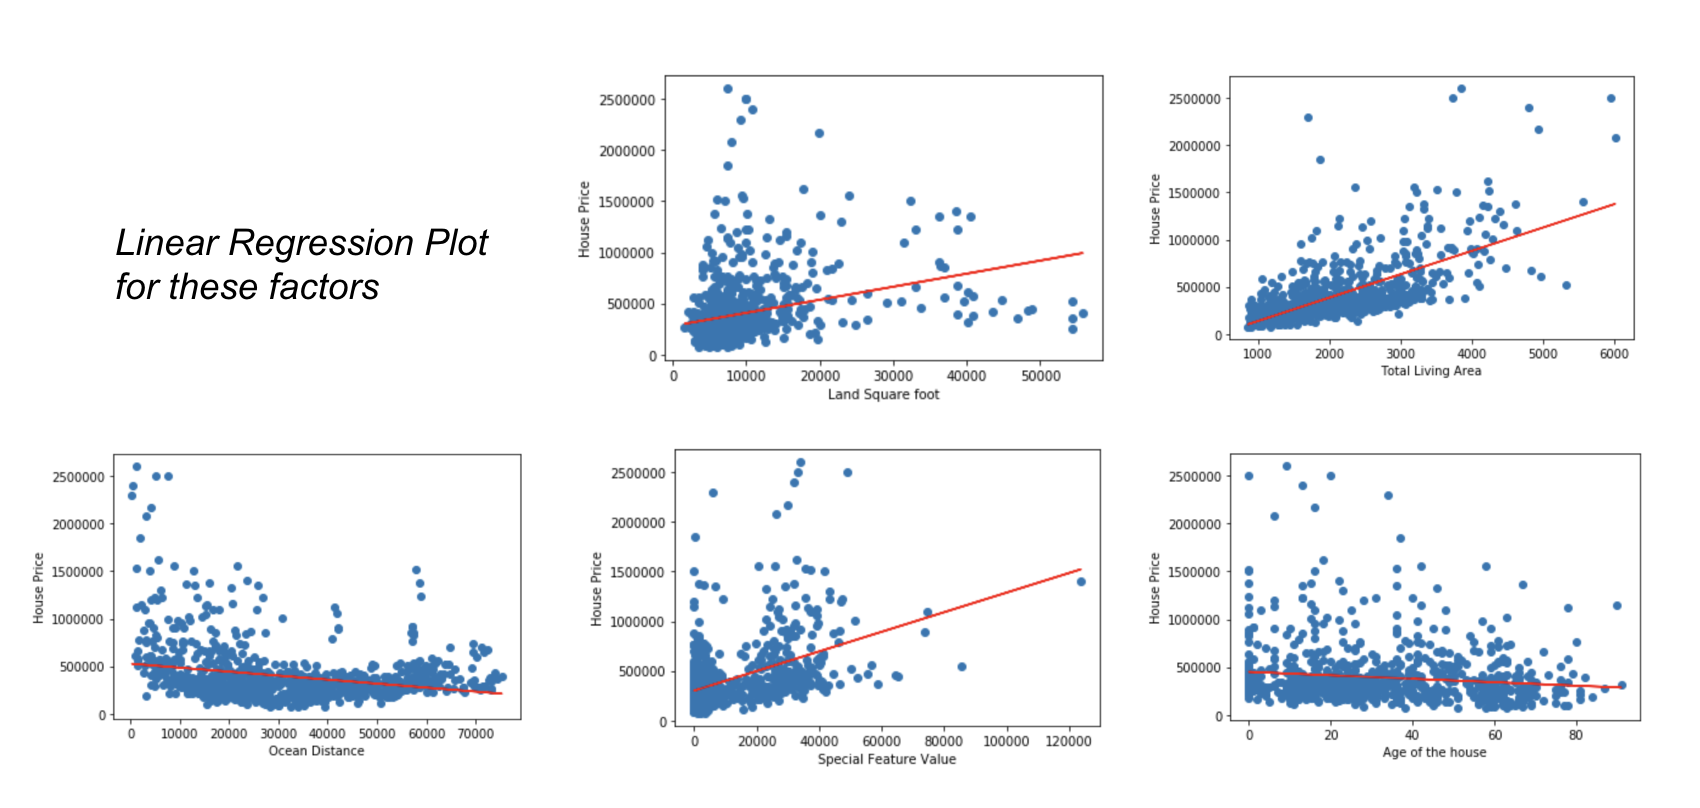 Linear Regression Plot
for these factors
House Price
2500000
2000000
1500000
1000000
500000
0
0 10000 20000 30000 40000 50000
Land Square foot
House Price
2500000
2000000
1500000
1000000
500000
0
1000 2000 3000 4000 5000 6000
Total Living Area
House Price
2500000
2000000
1500000
1000000
500000
0
0 10000 20000 30000 40000 50000 60000 70000
Ocean Distance
House Price
2500000
2000000
1500000
1000000
500000
0
0 20000 40000 60000 80000 100000 120000
Special Feature Value
House Price
2500000
2000000
1500000
1000000
500000
0
0 20 40 60 80
Age of the house